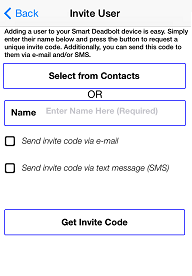 Back Invite User
Adding a user to your Smart Deadbolt device is easy. Simply
enter their name below and press the button to request a
unique invite code. Additionally, you can send this code to
them via e-mail and/or SMS.
Select from Contacts
OR
Name Enter Name Here (Required)
Send invite code via e-mail
Send invite code via text message (SMS)
Get Invite Code